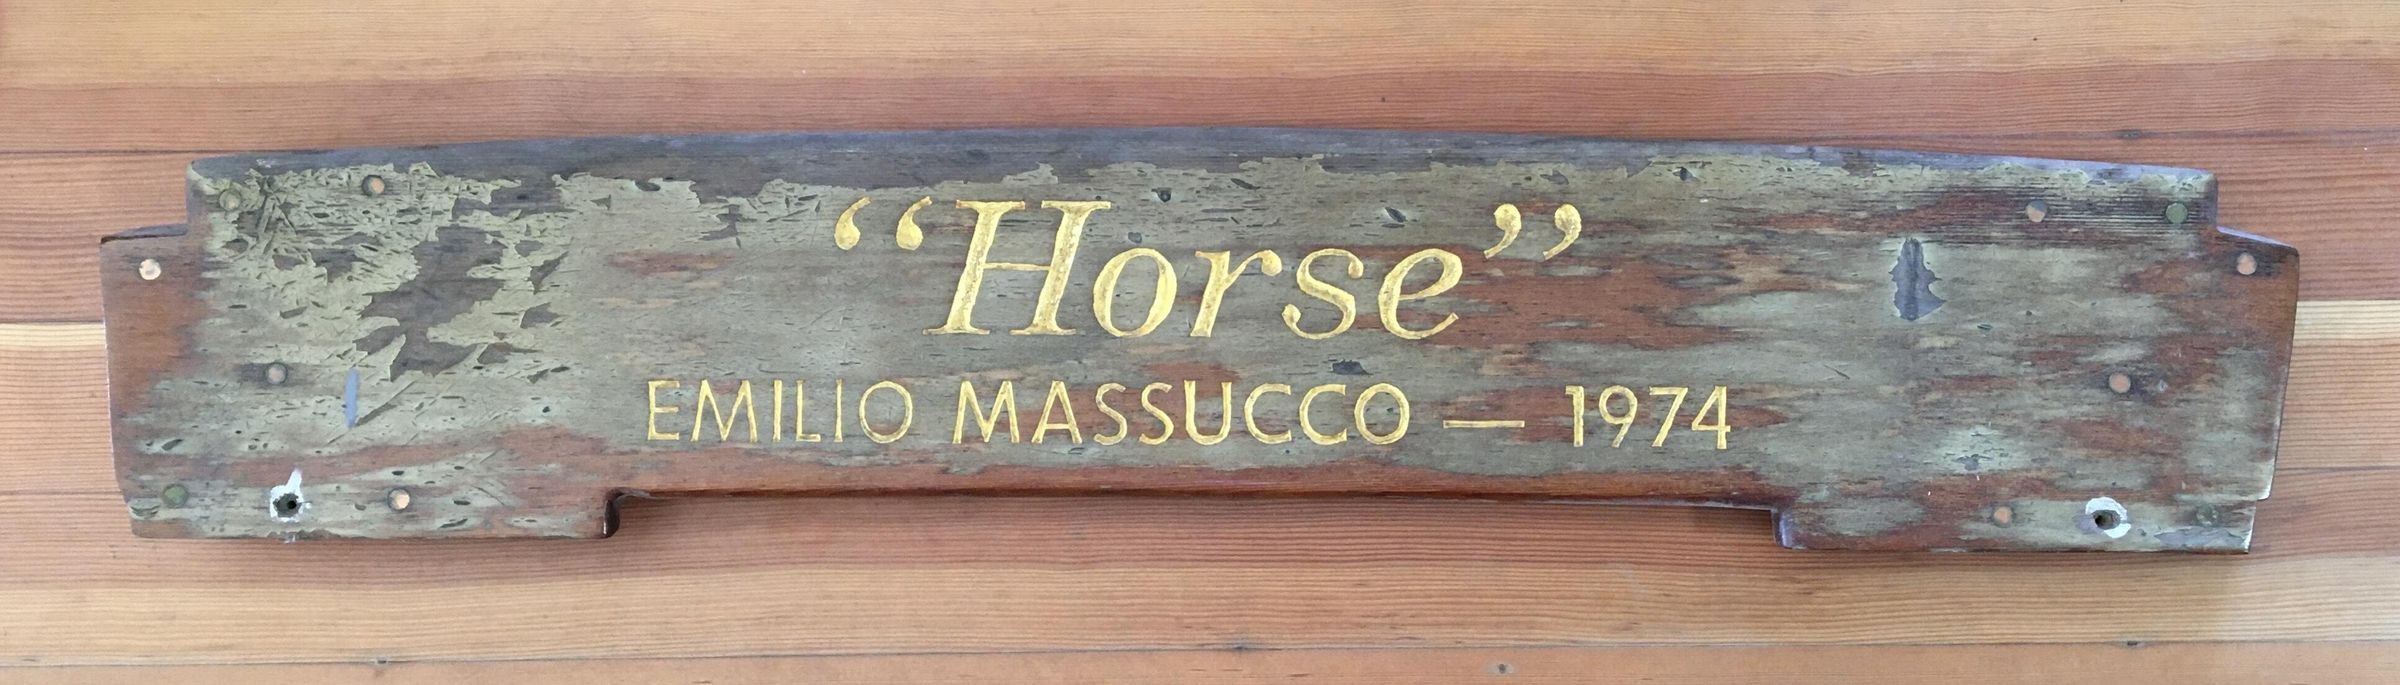 “Horse”
EMILIO MASSUCCO — 1974